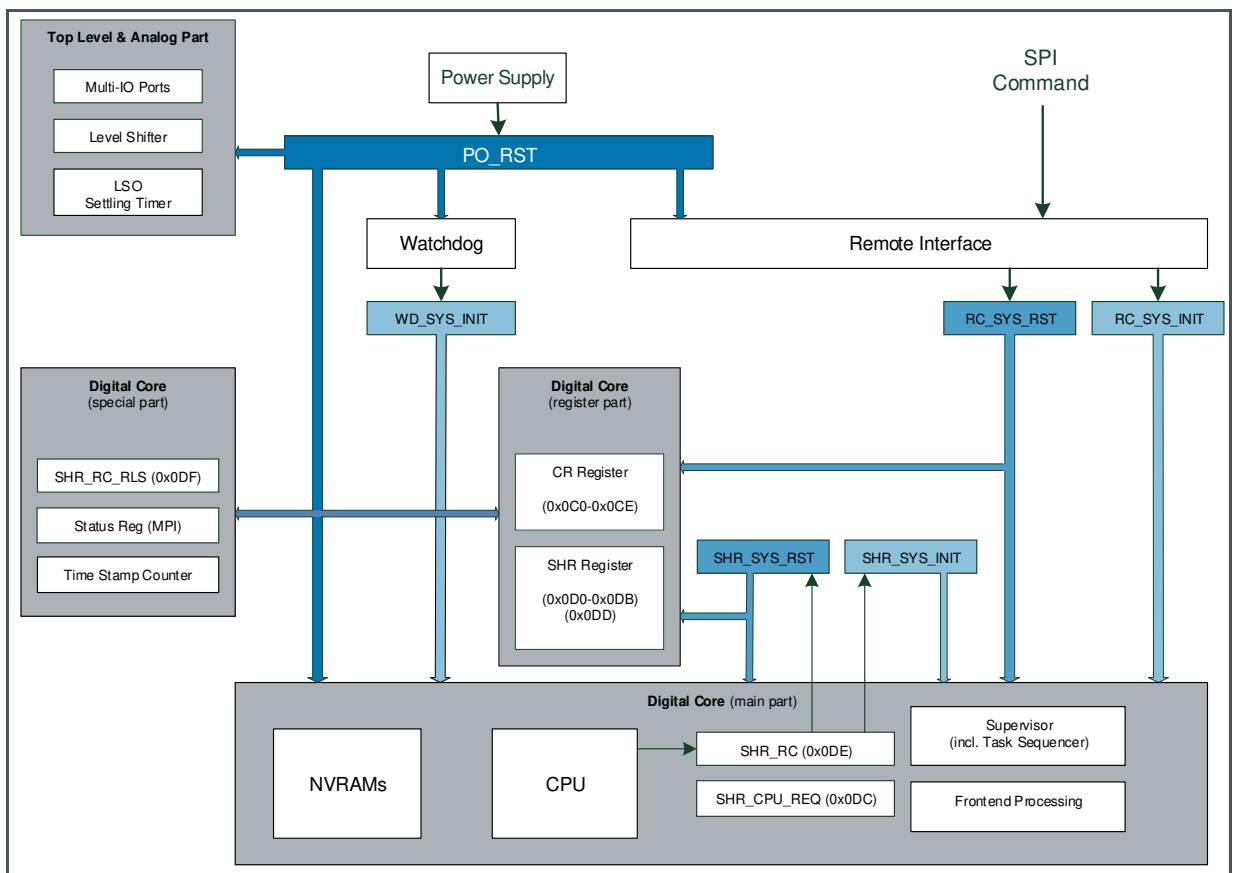 Top Level & Analog Part
Multi-IO Ports
Level Shifter
LSO
Settling Timer
Power Supply
SPI
Command
PO_RST
Watchdog
Remote Interface
WD_SYS_INIT
RC_SYS_RST
RC_SYS_INIT
Digital Core
(special part)
SHR_RC_RLS (0x0DF)
Status Reg (MPI)
Time Stamp Counter
Digital Core
(register part)
CR Register
(0x0C0-0x0CE)
SHR Register
(0x0D0-0x0DB)
(0x0DD)
SHR_SYS_RST
SHR_SYS_INIT
Digital Core (main part)
NVRAMs
CPU
SHR_RC (0x0DE)
SHR_CPU_REQ (0x0DC)
Supervisor
(incl. Task Sequencer)
Frontend Processing